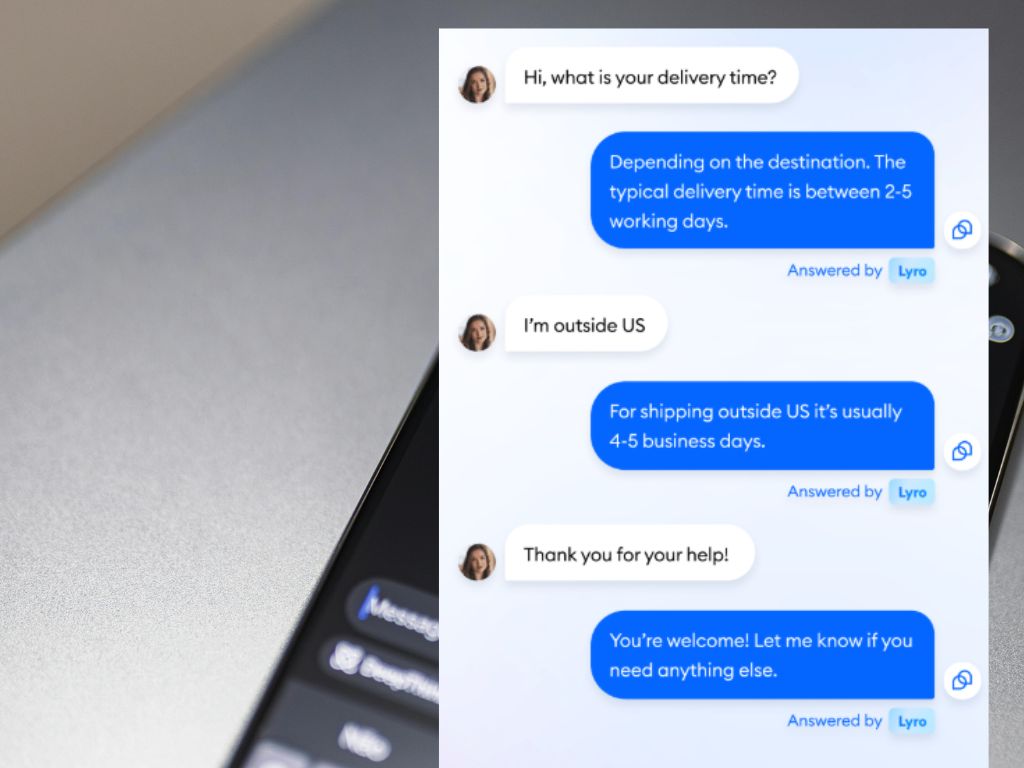 Hi, what is your delivery time?
Depending on the destination. The
typical delivery time is between 2-5
working days.
Answered by Lyro
I'm outside US
For shipping outside US it's usually
4-5 business days.
Answered by Lyro
Thank you for your help!
You're welcome! Let me know if you
need anything else.
Answered by Lyro